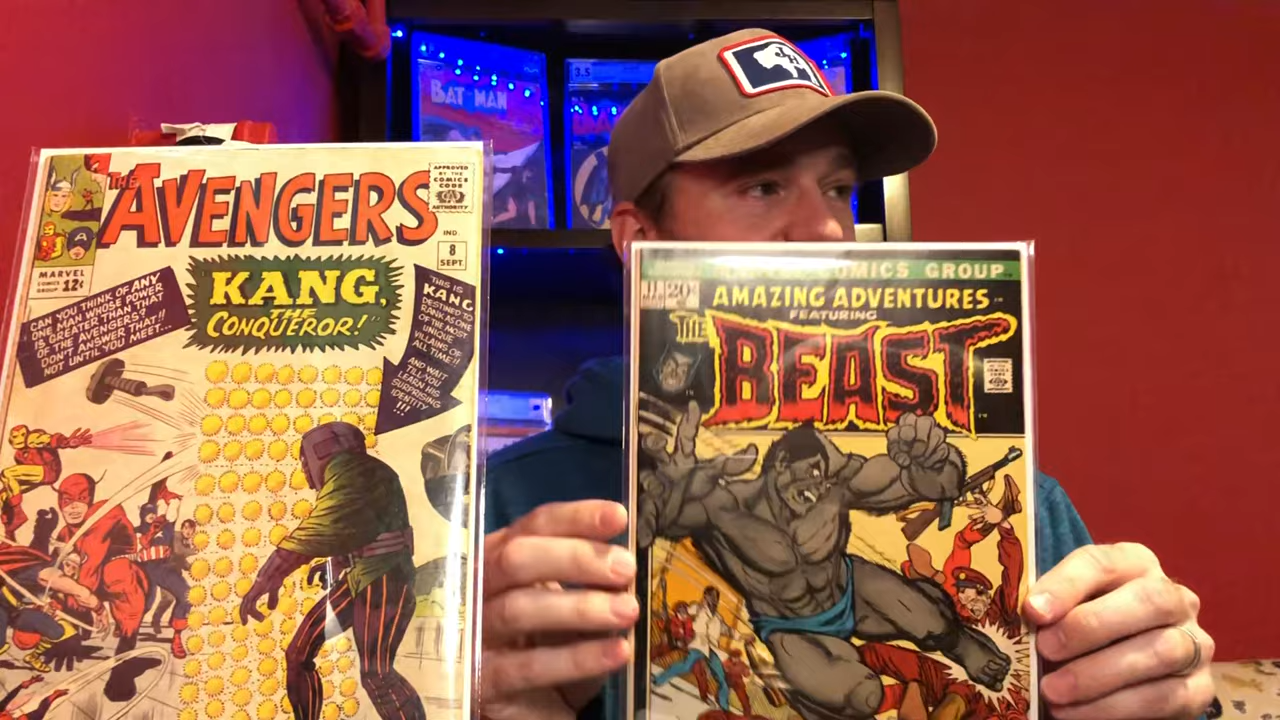 BATMAN
3.5
THE AVENGERS
APPROVED
BY THE
COMICS
CODE
AUTHORITY
IND.
8
SEPT.
MARVEL
COMICS
GROUP
12¢
CAN YOU THINK OF ANY
ONE MAN WHOSE POWER
IS GREATER THAN THAT
OF THE AVENGERS?
DON'T ANSWER THAT!!
NOT UNTIL YOU MEET...
KANG,
THE
CONQUEROR!"
"THIS IS
KANG
DESTINED TO
RANK AS ONE
OF THE MOST
UNIQUE
VILLAINS OF
ALL TIME!!
AND WAIT
TILL YOU
LEARN HIS
SURPRISING
IDENTITY
!!!
COMICS GROUP
20¢
AMAZING ADVENTURES
FEATURING
THE
BEAST